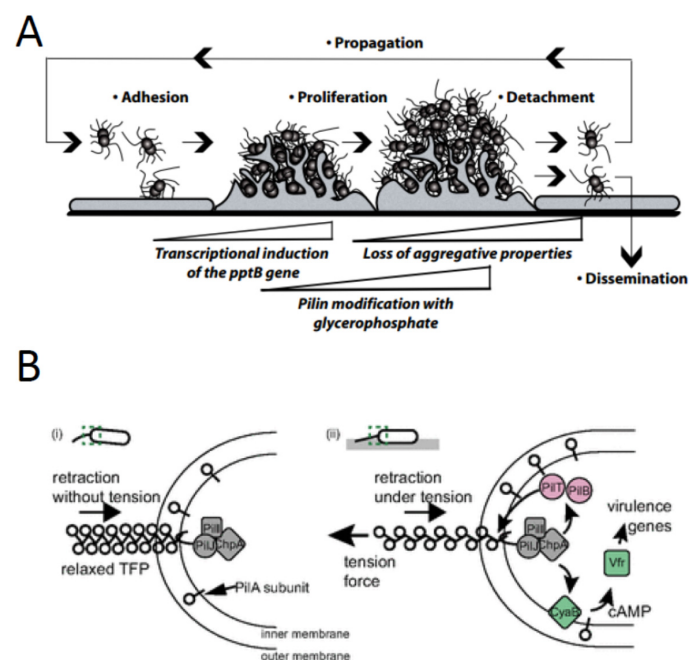 A
• Propagation
• Adhesion
• Proliferation
• Detachment
Transcriptional induction
of the pptB gene
Loss of aggregative properties
• Dissemination
Pilin modification with
glycerophosphate
B
(i)
retraction
without tension
relaxed TFP
PilI
PilJ
ChpA
PilA subunit
inner membrane
outer membrane
(ii)
retraction
under tension
tension
force
PilI
PilJ
ChpA
PilT
PilB
virulence
genes
Vfr
CyaB
cAMP